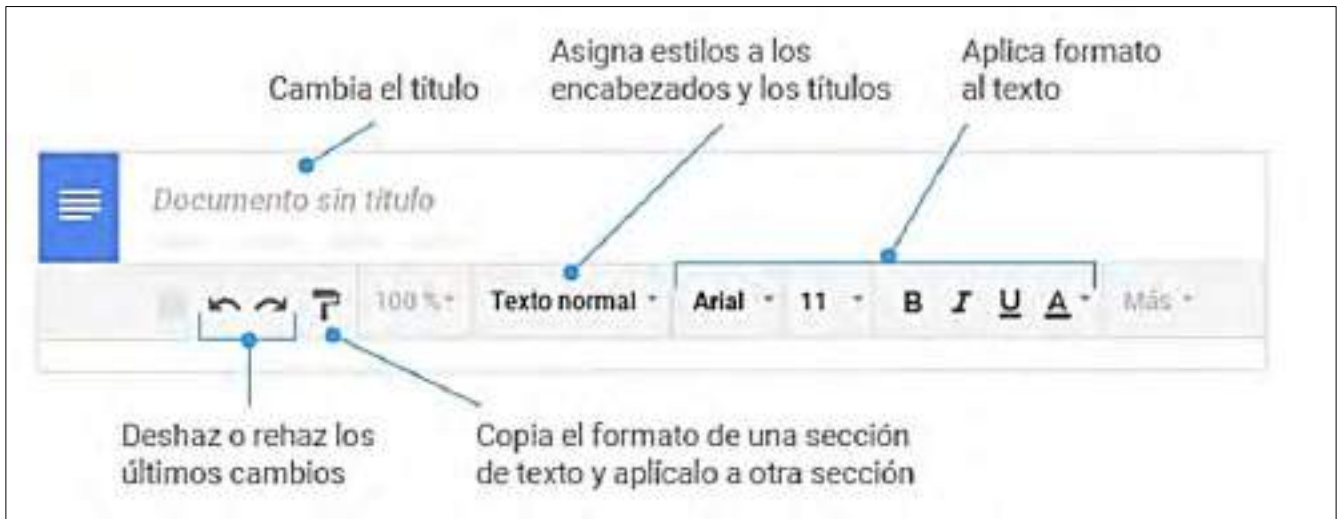 Asigna estilos a los
encabezados y los títulos
Aplica formato
al texto
Cambia el título
Documento sin título
100 %
Texto normal
Arial
11
B I U A
Más
Deshaz o rehaz los
últimos cambios
Copia el formato de una sección
de texto y aplícalo a otra sección